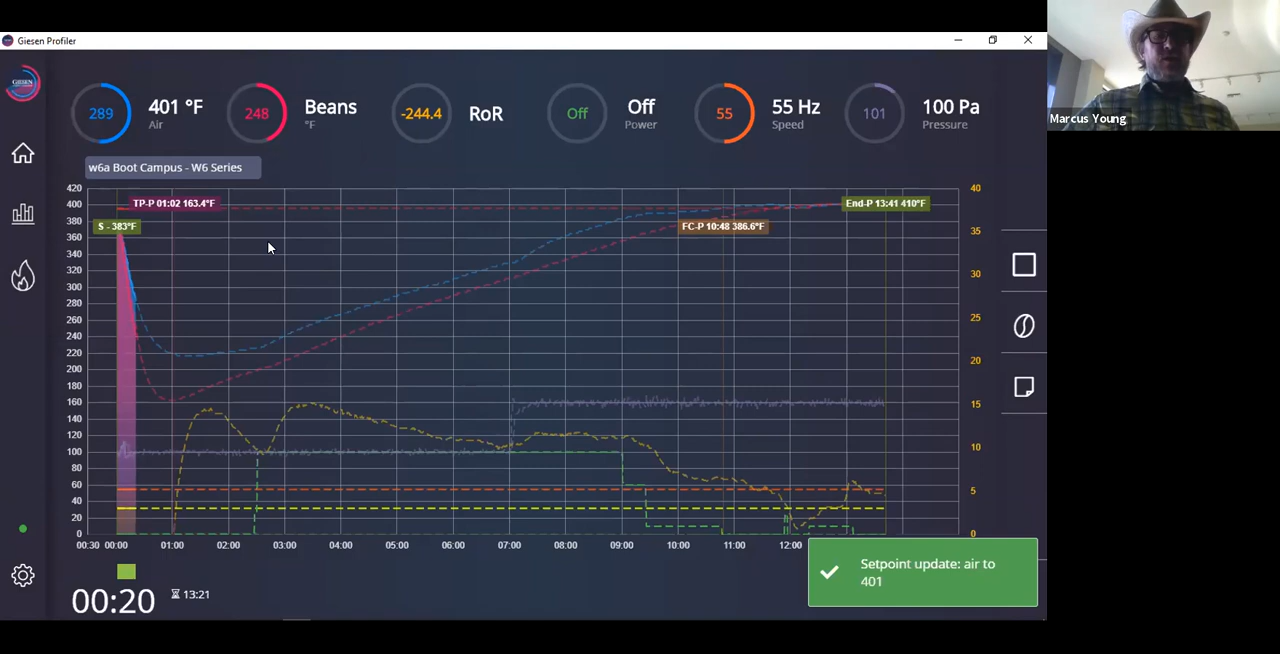 Giesen Profiler
GIESEN
289
401 °F
Air
248
Beans
°F
-244.4
RoR
Off
Off
Power
55
55 Hz
Speed
101
100 Pa
Pressure
Marcus Young
w6a Boot Campus - W6 Series
420
400
380
360
340
320
300
280
260
240
220
200
180
160
140
120
100
80
60
40
20
0
40
35
30
25
20
15
10
5
0
TP-P 01:02 163.4°F
S - 383°F
FC-P 10:48 386.6°F
End-P 13:41 410°F
00:30 00:00 01:00 02:00 03:00 04:00 05:00 06:00 07:00 08:00 09:00 10:00 11:00 12:00
Setpoint update: air to
401
00:20
13:21